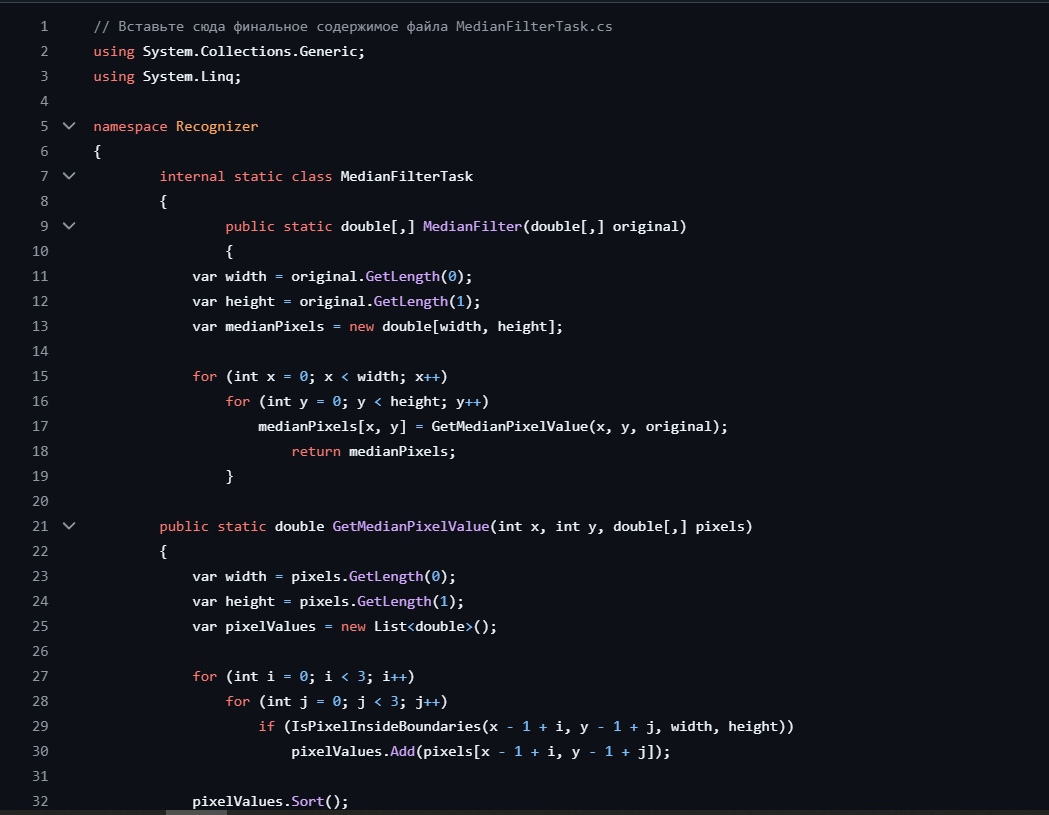 1 // Вставьте сюда финальное содержимое файла MedianFilterTask.cs
2 using System.Collections.Generic;
3 using System.Linq;
4
5 namespace Recognizer
6 {
7 internal static class MedianFilterTask
8 {
9 public static double[,] MedianFilter(double[,] original)
10 {
11 var width = original.GetLength(0);
12 var height = original.GetLength(1);
13 var medianPixels = new double[width, height];
14
15 for (int x = 0; x < width; x++)
16 for (int y = 0; y < height; y++)
17 medianPixels[x, y] = GetMedianPixelValue(x, y, original);
18 return medianPixels;
19 }
20
21 public static double GetMedianPixelValue(int x, int y, double[,] pixels)
22 {
23 var width = pixels.GetLength(0);
24 var height = pixels.GetLength(1);
25 var pixelValues = new List<double>();
26
27 for (int i = 0; i < 3; i++)
28 for (int j = 0; j < 3; j++)
29 if (IsPixelInsideBoundaries(x - 1 + i, y - 1 + j, width, height))
30 pixelValues.Add(pixels[x - 1 + i, y - 1 + j]);
31
32 pixelValues.Sort();